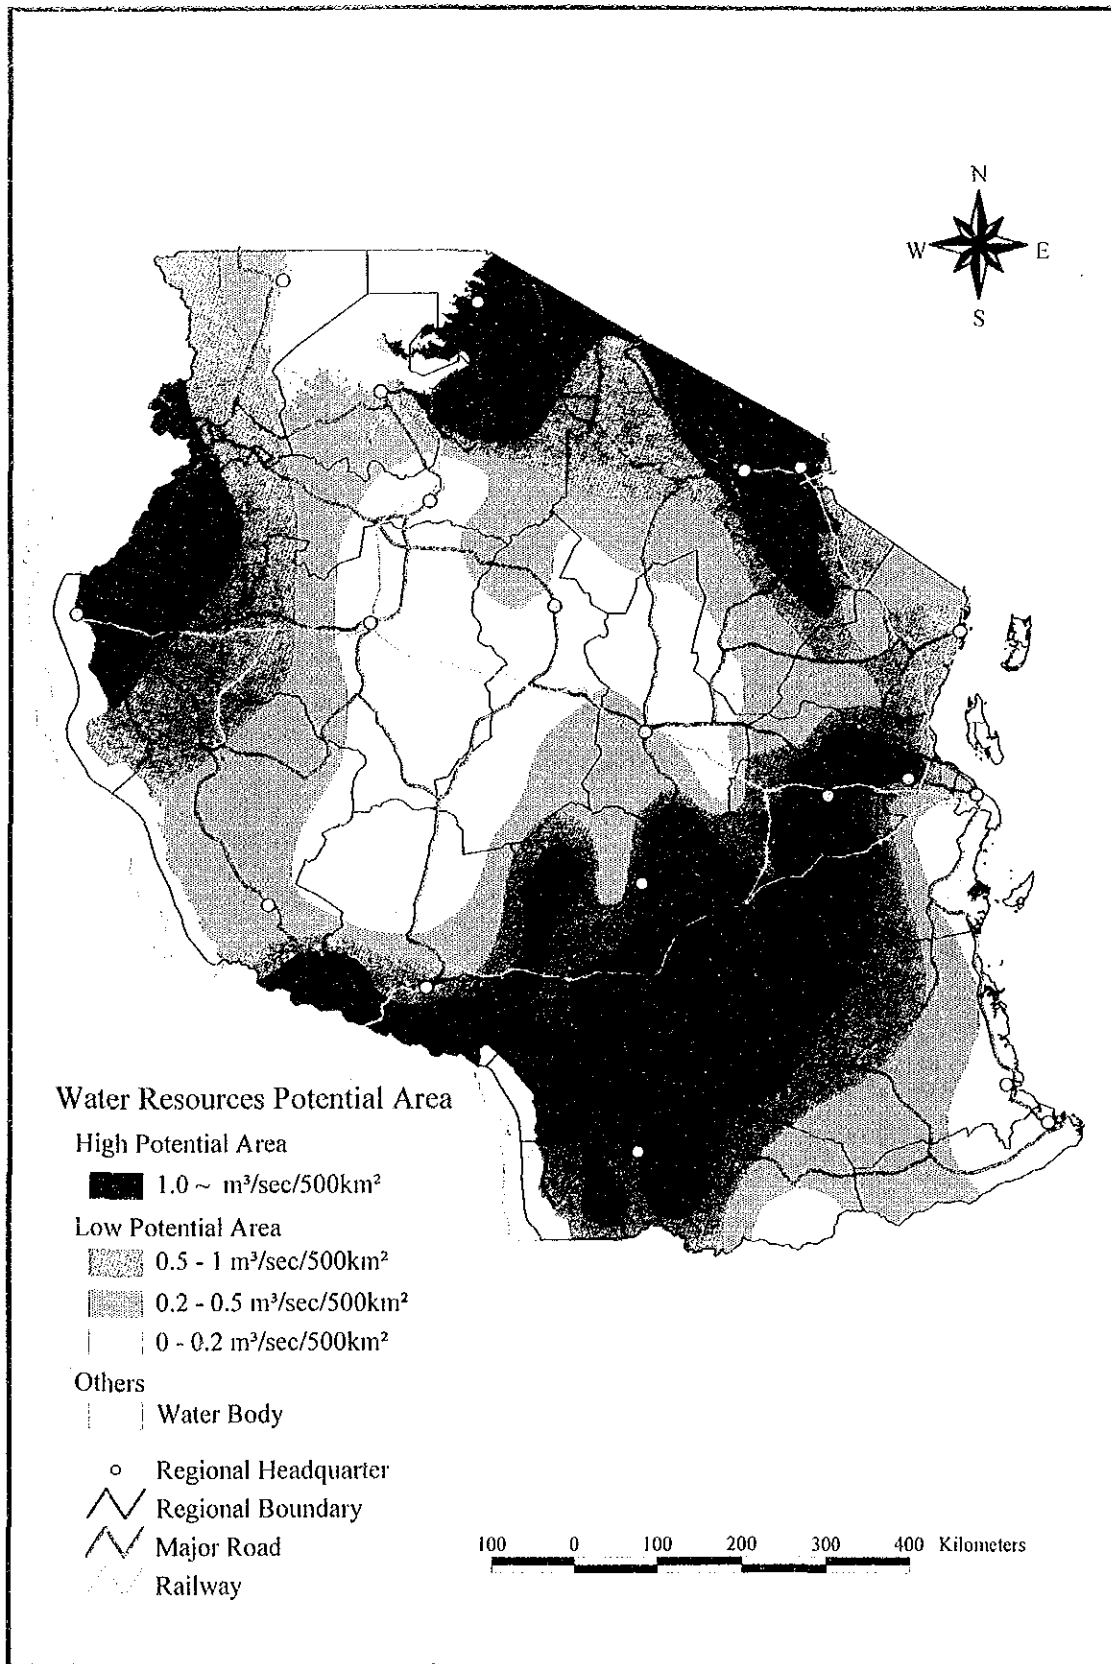 N
W E
S
Water Resources Potential Area
High Potential Area
1.0 ~ m³/sec/500km²
Low Potential Area
0.5 - 1 m³/sec/500km²
0.2 - 0.5 m³/sec/500km²
0 - 0.2 m³/sec/500km²
Others
Water Body
Regional Headquarter
Regional Boundary
Major Road
Railway
100 0 100 200 300 400 Kilometers